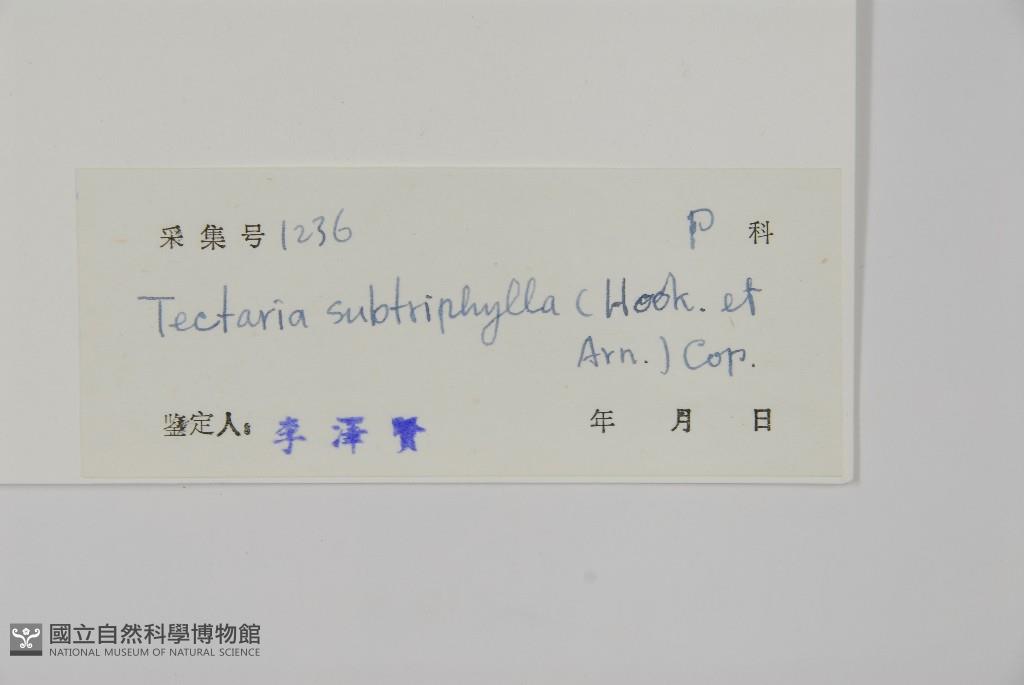 采集号 1236 P 科
Tectaria subtriphylla (Hook. et
Arn.) Cop.
鉴定人: 李澤賢 年 月 日
國立自然科學博物館
NATIONAL MUSEUM OF NATURAL SCIENCE